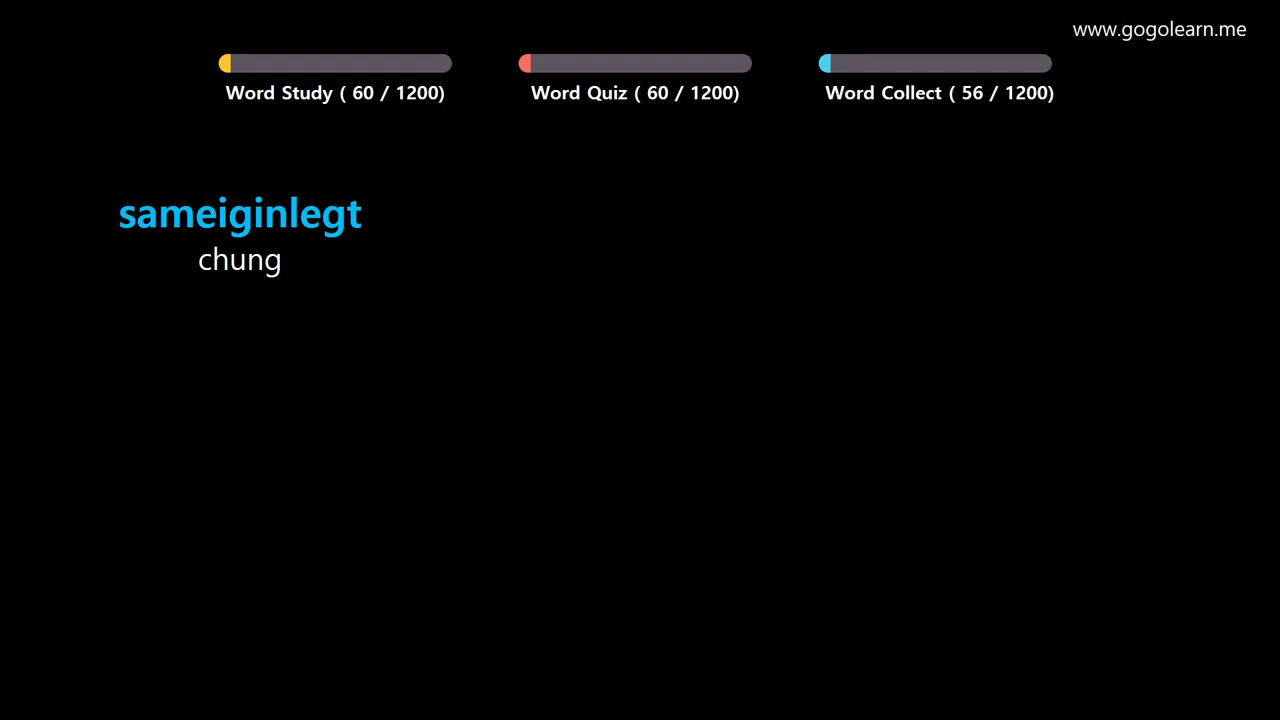 www.gogolearn.me
Word Study ( 60 / 1200)
Word Quiz ( 60 / 1200)
Word Collect ( 56 / 1200)
sameiginlegt
chung